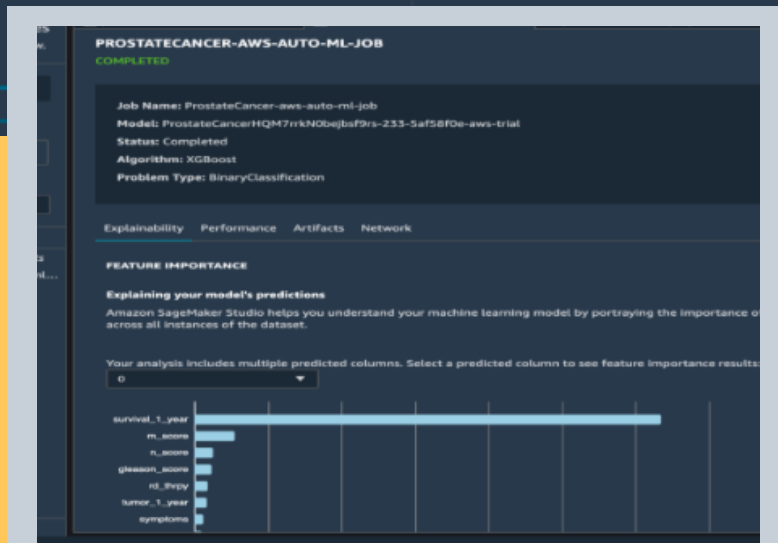 PROSTATECANCER-AWS-AUTO-ML-JOB
COMPLETED
Job Name: ProstateCancer-aws-auto-ml-job
Model: ProstateCancerHQM7rrkN0bejbsf9rs-233-5af58f0e-aws-trial
Status: Completed
Algorithm: XGBoost
Problem Type: BinaryClassification
Explainability Performance Artifacts Network
FEATURE IMPORTANCE
Explaining your model's predictions
Amazon SageMaker Studio helps you understand your machine learning model by portraying the importance of
across all instances of the dataset.
Your analysis includes multiple predicted columns. Select a predicted column to see feature importance results:
0
survival_1_year
m_score
n_score
gleason_score
rd_thrpy
tumor_1_year
symptoms